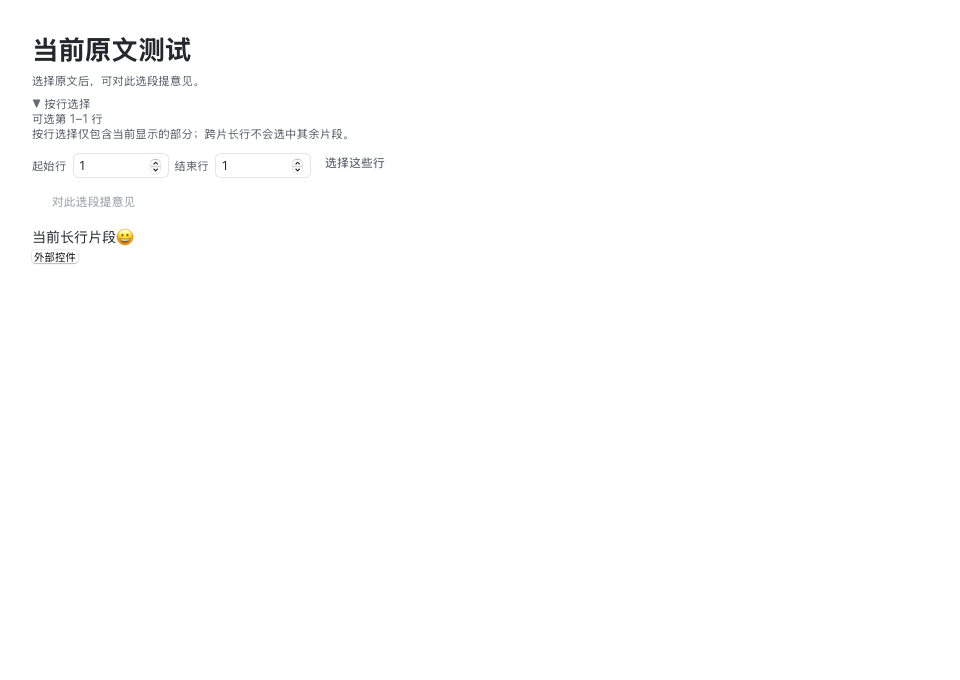 当前原文测试
选择原文后，可对此选段提意见。
▼ 按行选择
可选第 1–1 行
按行选择仅包含当前显示的部分；跨片长行不会选中其余片段。
起始行 1 结束行 1 选择这些行
对此选段提意见
当前长行片段😀
外部控件